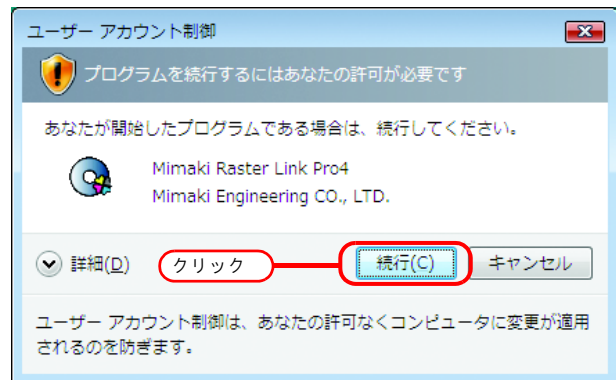 ユーザー アカウント制御
プログラムを続行するにはあなたの許可が必要です
あなたが開始したプログラムである場合は、続行してください。
Mimaki Raster Link Pro4
Mimaki Engineering CO., LTD.
詳細(D)
クリック
続行(C)
キャンセル
ユーザー アカウント制御は、あなたの許可なくコンピュータに変更が適用
されるのを防ぎます。